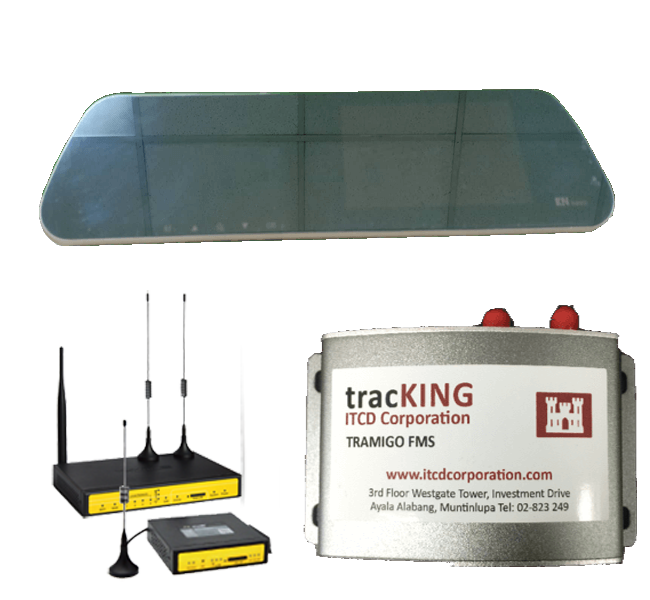 tracKING
ITCD Corporation
TRAMIGO FMS
www.itcdcorporation.com
3rd Floor Westgate Tower, Investment Drive
Ayala Alabang, Muntinlupa Tel: 02-823 249